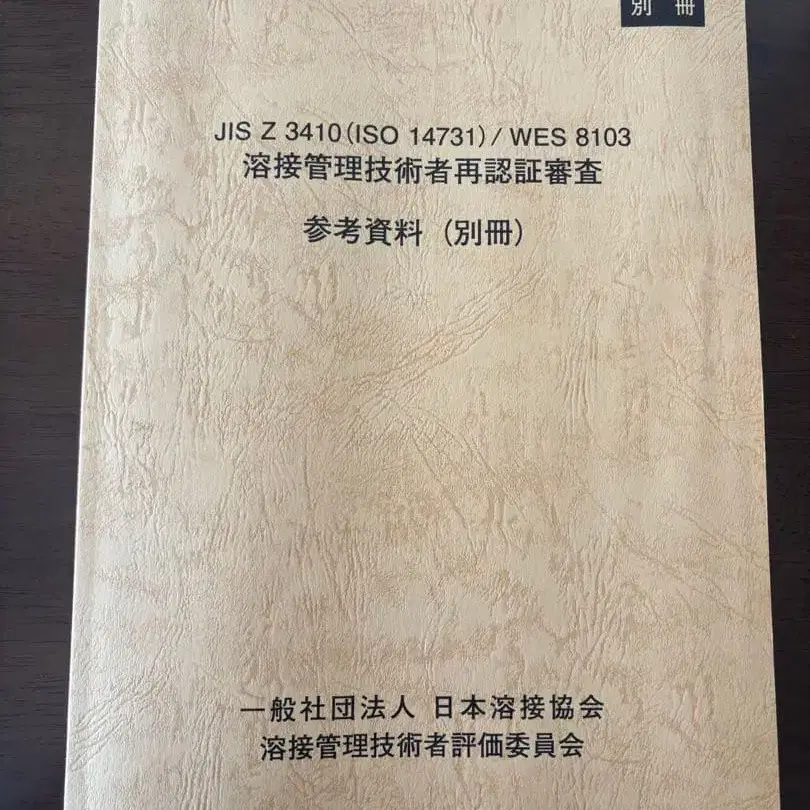 別冊
JIS Z 3410(ISO 14731)/ WES 8103
溶接管理技術者再認証審査
参考資料(別冊)
一般社団法人 日本溶接協会
溶接管理技術者評価委員会